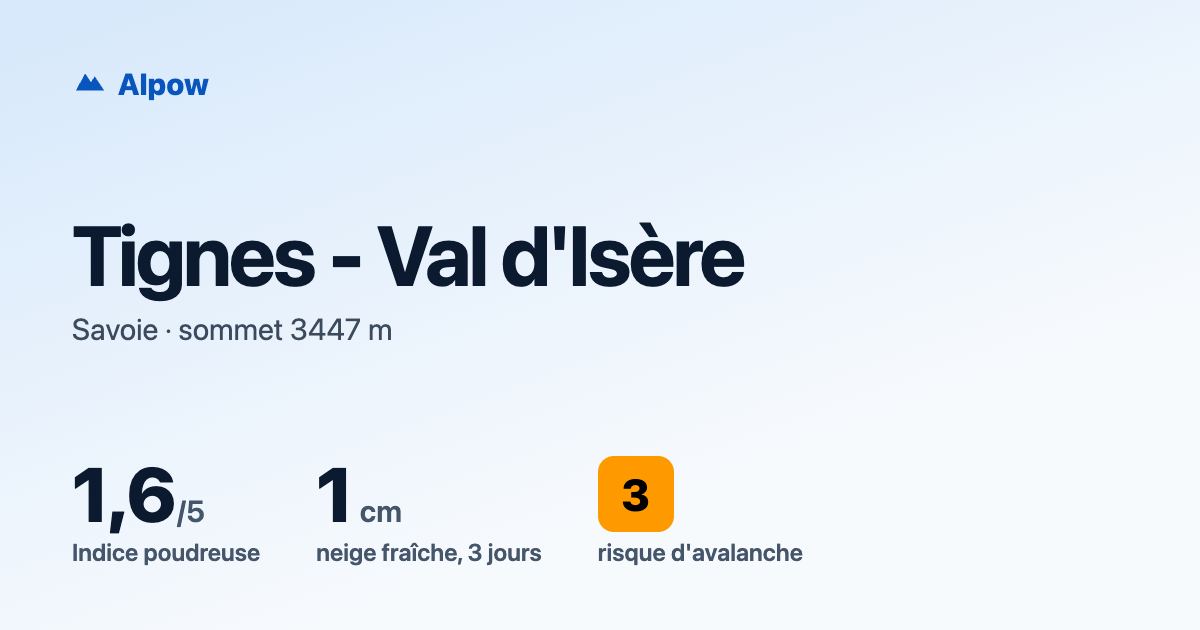 Alpow
Tignes - Val d'Isère
Savoie · sommet 3447 m
1,6/5
Indice poudreuse
1 cm
neige fraîche, 3 jours
3
risque d'avalanche